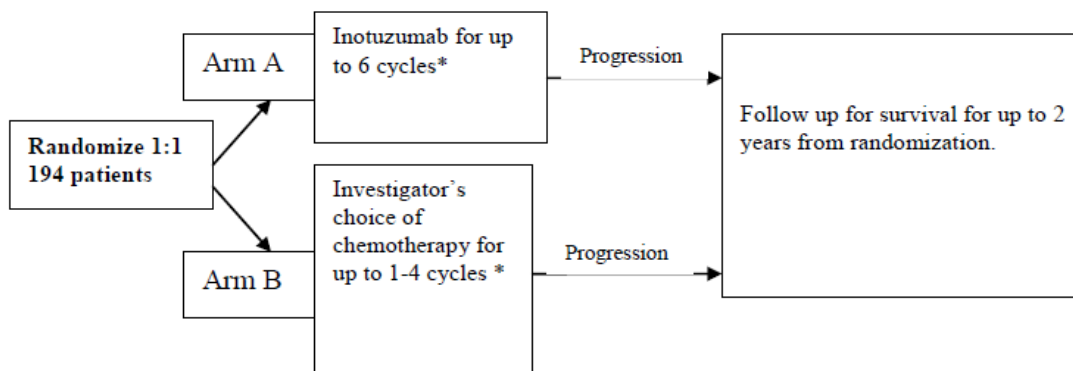 Randomize 1:1
194 patients
Arm A
Inotuzumab for up
to 6 cycles*
Progression
Arm B
Investigator’s
choice of
chemotherapy for
up to 1-4 cycles *
Progression
Follow up for survival for up to 2
years from randomization.